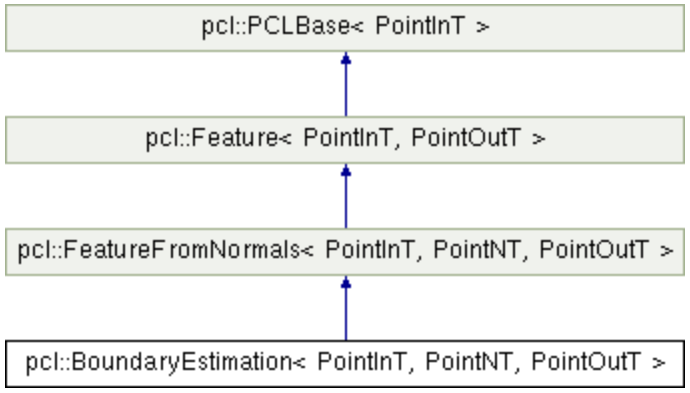 pcl::PCLBase< PointInT >
pcl::Feature< PointInT, PointOutT >
pcl::FeatureFromNormals< PointInT, PointNT, PointOutT >
pcl::BoundaryEstimation< PointInT, PointNT, PointOutT >